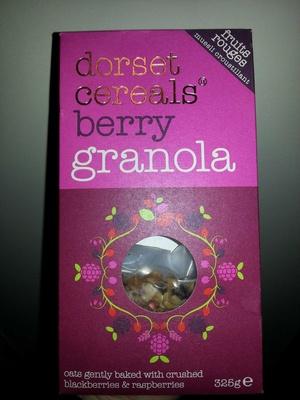 fruits
rouges
muesli croustillant
dorset
cereals
berry
granola
oats gently baked with crushed
blackberries & raspberries
325g e